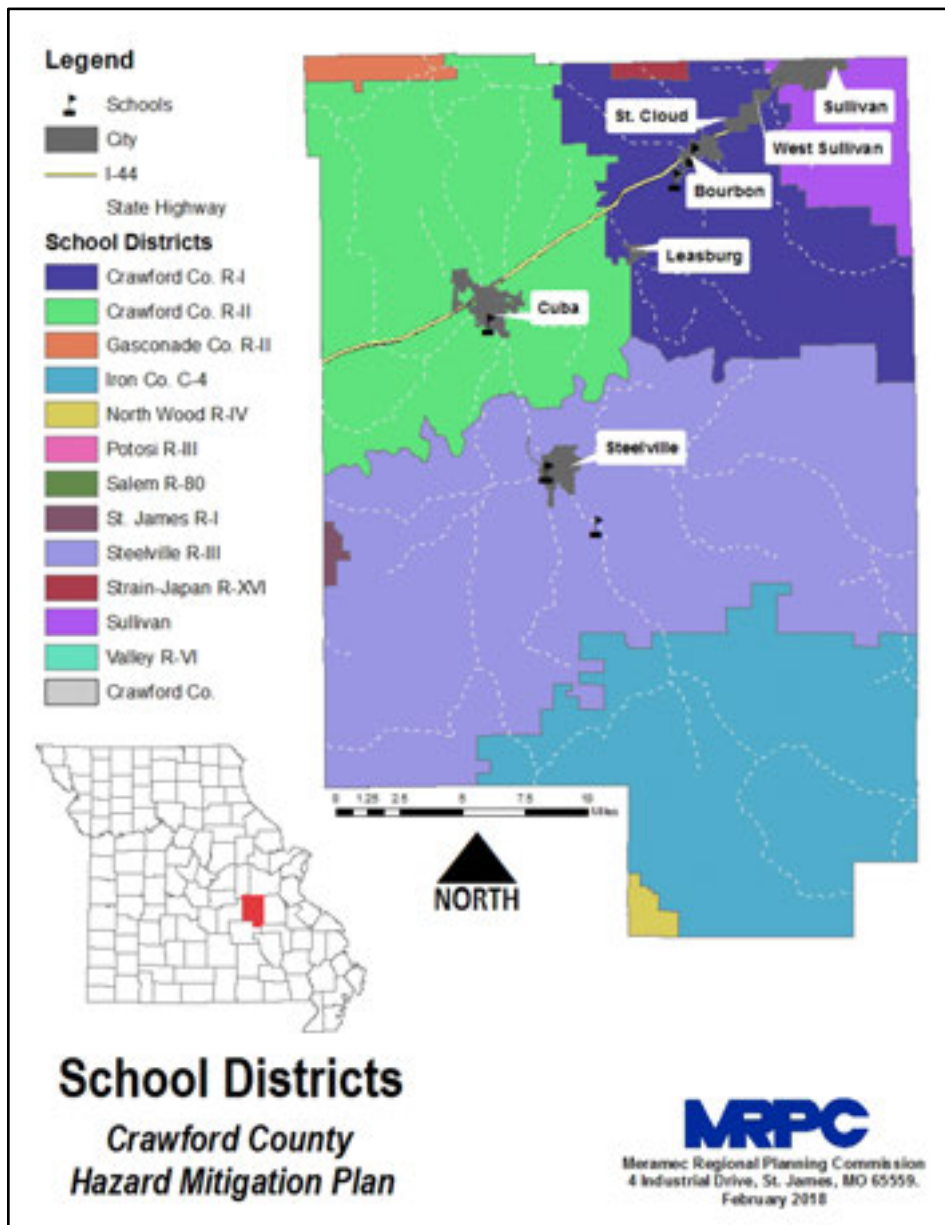 Legend
Schools
City
I-44
State Highway
School Districts
Crawford Co. R-I
Crawford Co. R-II
Gasconade Co. R-II
Iron Co. C-4
North Wood R-IV
Potosi R-III
Salem R-80
St. James R-I
Steelville R-III
Strain-Japan R-XVI
Sullivan
Valley R-VI
Crawford Co.
Sullivan
St. Cloud
West Sullivan
Bourbon
Leasburg
Cuba
Steelville
0 1.25 2.5 5 7.5 10
Miles
NORTH
School Districts
Crawford County
Hazard Mitigation Plan
MRPC
Meramec Regional Planning Commission
4 Industrial Drive, St. James, MO 65559.
February 2018